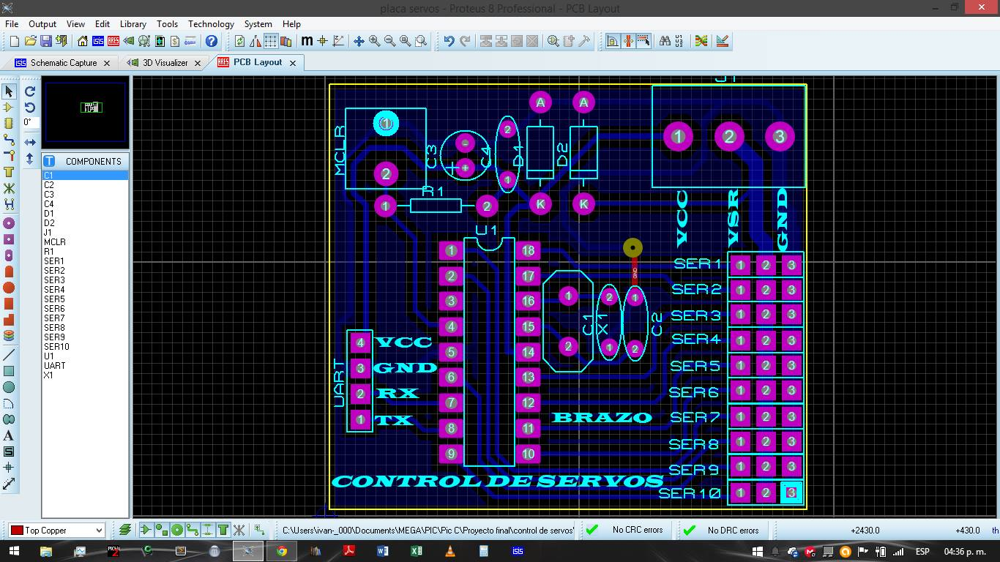 placa servos - Proteus 8 Professional - PCB Layout
File Output View Edit Library Tools Technology System Help
Schematic Capture 3D Visualizer PCB Layout
0°
COMPONENTS
C1
C2
C3
C4
D1
D2
J1
MCLR
R1
SER1
SER2
SER3
SER4
SER5
SER6
SER7
SER8
SER9
SER10
U1
UART
X1
J1
A A
1 2 3
MCLR
1
2
C3
C4
2
1
D1
D2
K K
R1
1 2
VCC VSR GND
U1
1 18
2 17
3 16
4 15
5 14
6 13
7 12
8 11
9 10
1
2
C1
X1
2
1
1
2
C2
SER1 1 2 3
SER2 1 2 3
SER3 1 2 3
SER4 1 2 3
SER5 1 2 3
SER6 1 2 3
SER7 1 2 3
SER8 1 2 3
SER9 1 2 3
SER10 1 2 3
UART
4 VCC
3 GND
2 RX
1 TX
BRAZO
CONTROL DE SERVOS
Top Copper C:\Users\ivan-_000\Documents\MEGA\PIC\Pic C\Proyecto final\control de servos' No CRC errors No DRC errors +2430.0 +430.0 th
ESP 04:36 p. m.